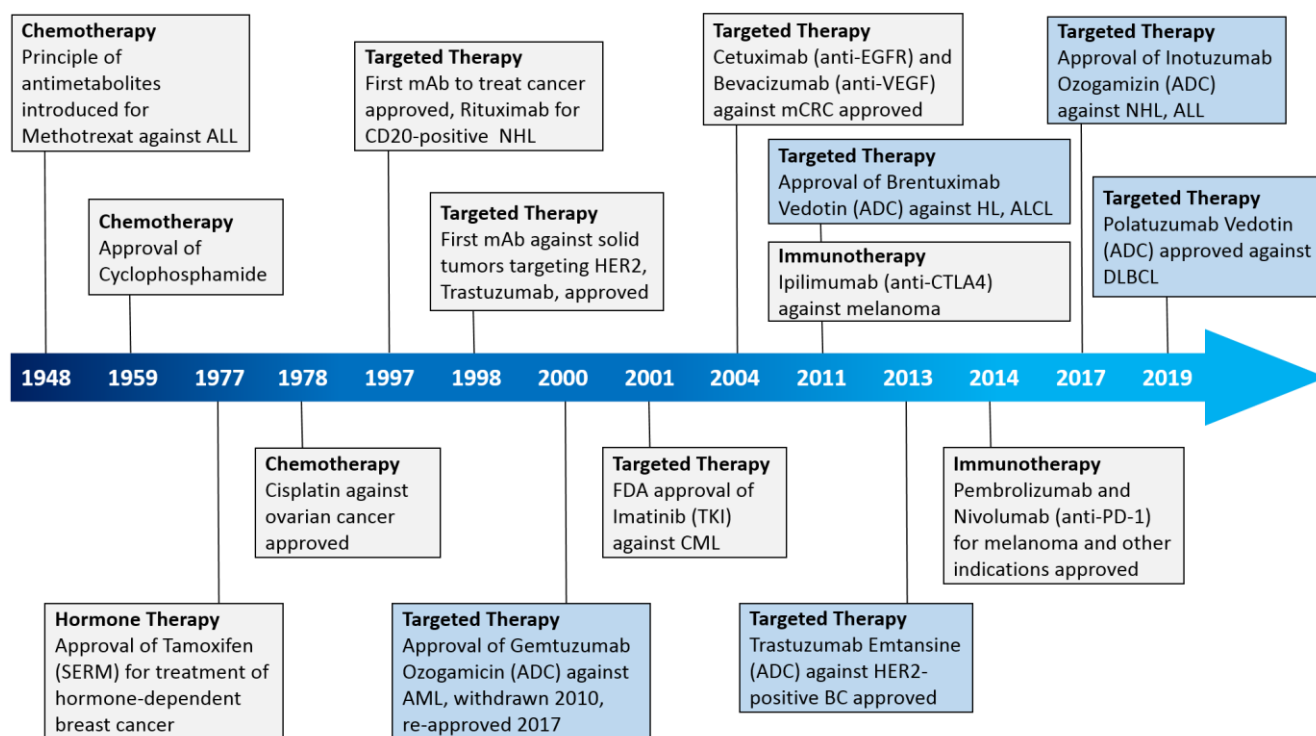 Chemotherapy
Principle of
antimetabolites
introduced for
Methotrexat against ALL
Chemotherapy
Approval of
Cyclophosphamide
Targeted Therapy
First mAb to treat cancer
approved, Rituximab for
CD20-positive NHL
Targeted Therapy
First mAb against solid
tumors targeting HER2,
Trastuzumab, approved
Targeted Therapy
Cetuximab (anti-EGFR) and
Bevacizumab (anti-VEGF)
against mCRC approved
Targeted Therapy
Approval of Brentuximab
Vedotin (ADC) against HL, ALCL
Immunotherapy
Ipilimumab (anti-CTLA4)
against melanoma
Targeted Therapy
Approval of Inotuzumab
Ozogamizin (ADC)
against NHL, ALL
Targeted Therapy
Polatuzumab Vedotin
(ADC) approved against
DLBCL
1948 1959 1977 1978 1997 1998 2000 2001 2004 2011 2013 2014 2017 2019
Hormone Therapy
Approval of Tamoxifen
(SERM) for treatment of
hormone-dependent
breast cancer
Chemotherapy
Cisplatin against
ovarian cancer
approved
Targeted Therapy
Approval of Gemtuzumab
Ozogamicin (ADC) against
AML, withdrawn 2010,
re-approved 2017
Targeted Therapy
FDA approval of
Imatinib (TKI)
against CML
Targeted Therapy
Trastuzumab Emtansine
(ADC) against HER2-
positive BC approved
Immunotherapy
Pembrolizumab and
Nivolumab (anti-PD-1)
for melanoma and other
indications approved